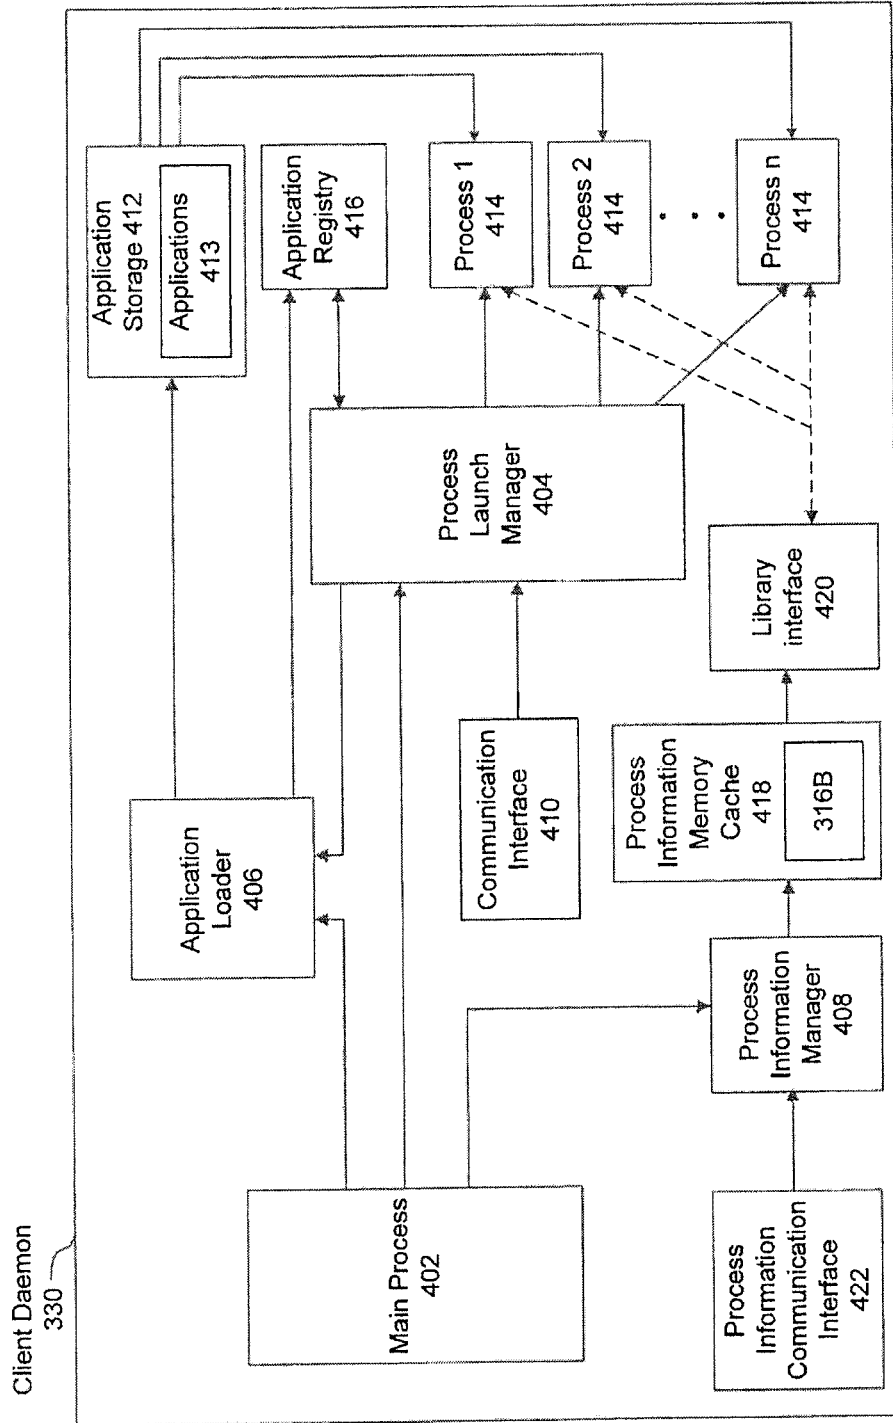 Client Daemon
330
Application
Storage 412
Applications
413
Application
Loader
406
Application
Registry
416
Main Process
402
Process
Launch
Manager
404
Process 1
414
Communication
Interface
410
Process 2
414
Process n
414
Process
Information
Communication
Interface
422
Process
Information
Manager
408
Process
Information
Memory
Cache
418
316B
Library
interface
420